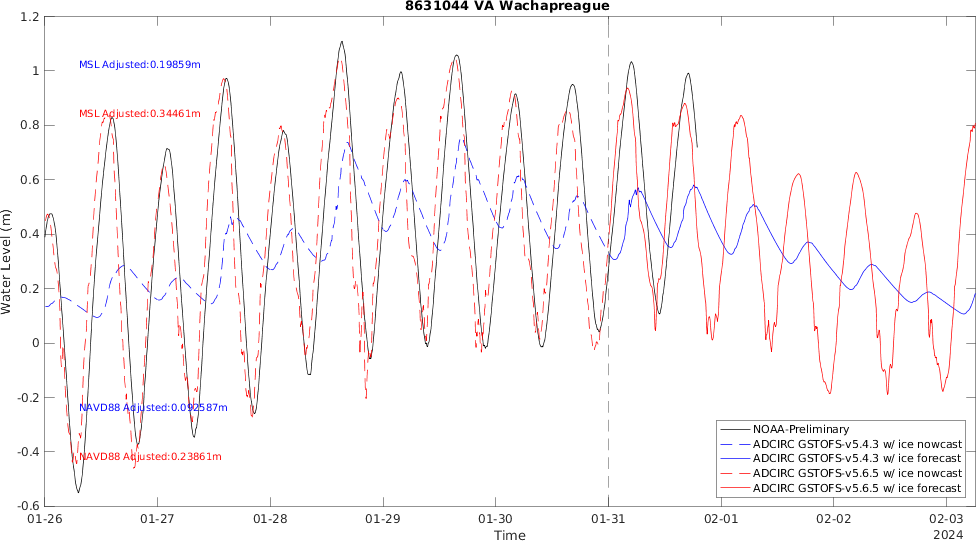 8631044 VA Wachapreague
1.2
1
0.8
0.6
0.4
0.2
0
-0.2
-0.4
-0.6
Water Level (m)
MSL Adjusted:0.19859m
MSL Adjusted:0.34461m
NAVD88 Adjusted:0.092587m
NAVD88 Adjusted:0.23861m
NOAA-Preliminary
ADCIRC GSTOFS-v5.4.3 w/ ice nowcast
ADCIRC GSTOFS-v5.4.3 w/ ice forecast
ADCIRC GSTOFS-v5.6.5 w/ ice nowcast
ADCIRC GSTOFS-v5.6.5 w/ ice forecast
01-26 01-27 01-28 01-29 01-30 01-31 02-01 02-02 02-03
Time
2024